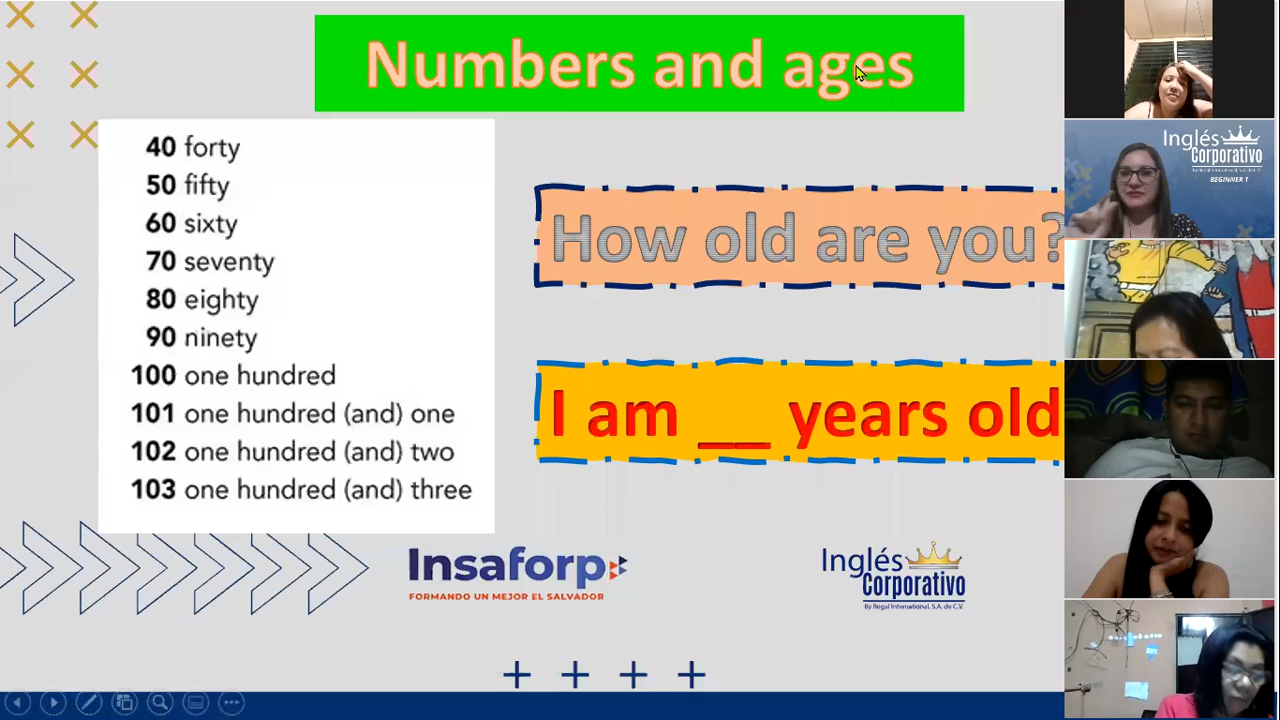 Numbers and ages
40 forty
50 fifty
60 sixty
70 seventy
80 eighty
90 ninety
100 one hundred
101 one hundred (and) one
102 one hundred (and) two
103 one hundred (and) three
How old are you?
I am __ years old
Insaforp
FORMANDO UN MEJOR EL SALVADOR
Inglés
Corporativo
By Regal International, S.A. de C.V.
Inglés
Corporativo
BEGINNER 1